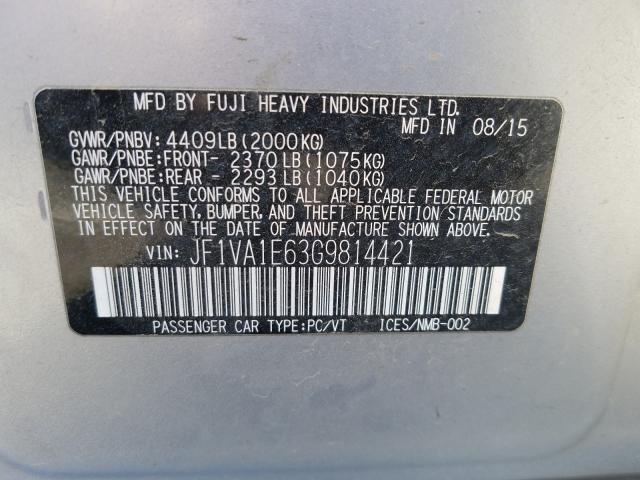 MFD BY FUJI HEAVY INDUSTRIES LTD.
MFD IN 08/15
GVWR/PNBV: 4409LB(2000KG)
GAWR/PNBE:FRONT- 2370LB(1075KG)
GAWR/PNBE:REAR - 2293LB(1040KG)
THIS VEHICLE CONFORMS TO ALL APPLICABLE FEDERAL MOTOR
VEHICLE SAFETY, BUMPER, AND THEFT PREVENTION STANDARDS
IN EFFECT ON THE DATE OF MANUFACTURE SHOWN ABOVE.
VIN: JF1VA1E63G9814421
PASSENGER CAR TYPE:PC/VT ICES/NMB-002